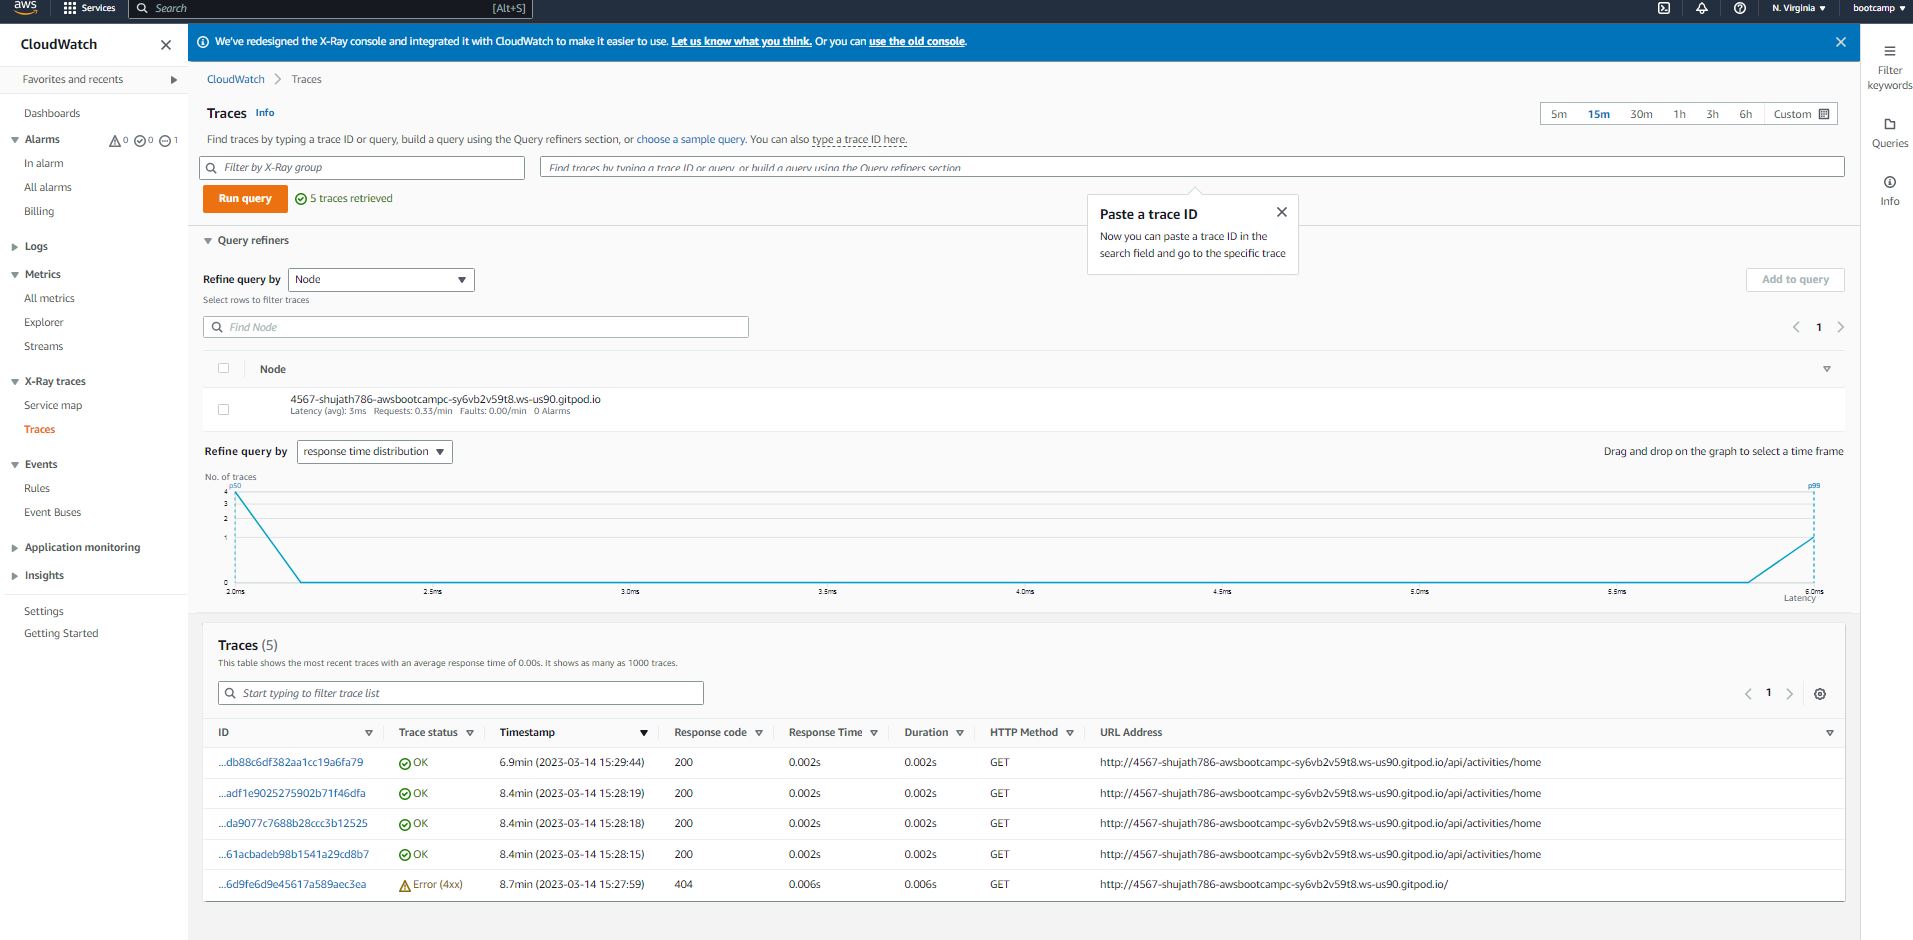 aws
Services
Search
[Alt+S]
N. Virginia
bootcamp
CloudWatch
Favorites and recents
Dashboards
Alarms 0 0 1
In alarm
All alarms
Billing
Logs
Metrics
All metrics
Explorer
Streams
X-Ray traces
Service map
Traces
Events
Rules
Event Buses
Application monitoring
Insights
Settings
Getting Started
We've redesigned the X-Ray console and integrated it with CloudWatch to make it easier to use. Let us know what you think. Or you can use the old console.
CloudWatch > Traces
Traces Info
5m 15m 30m 1h 3h 6h Custom
Find traces by typing a trace ID or query, build a query using the Query refiners section, or choose a sample query. You can also type a trace ID here.
Filter by X-Ray group
Find traces by typing a trace ID or query, or build a query using the Query refiners section
Run query
5 traces retrieved
Paste a trace ID
Now you can paste a trace ID in the
search field and go to the specific trace
Query refiners
Refine query by Node
Add to query
Select rows to filter traces
Find Node
1
Node
4567-shujath786-awsbootcampc-sy6vb2v59t8.ws-us90.gitpod.io
Latency (avg): 3ms Requests: 0.33/min Faults: 0.00/min 0 Alarms
Refine query by response time distribution
Drag and drop on the graph to select a time frame
No. of traces
p50
p99
4
3
2
1
0
2.0ms 2.5ms 3.0ms 3.5ms 4.0ms 4.5ms 5.0ms 5.5ms 6.0ms
Latency
Traces (5)
This table shows the most recent traces with an average response time of 0.00s. It shows as many as 1000 traces.
Start typing to filter trace list
1
ID Trace status Timestamp Response code Response Time Duration HTTP Method URL Address
...db88c6df382aa1cc19a6fa79 OK 6.9min (2023-03-14 15:29:44) 200 0.002s 0.002s GET http://4567-shujath786-awsbootcampc-sy6vb2v59t8.ws-us90.gitpod.io/api/activities/home
...adf1e9025275902b71f46dfa OK 8.4min (2023-03-14 15:28:19) 200 0.002s 0.002s GET http://4567-shujath786-awsbootcampc-sy6vb2v59t8.ws-us90.gitpod.io/api/activities/home
...da9077c7688b28ccc3b12525 OK 8.4min (2023-03-14 15:28:18) 200 0.002s 0.002s GET http://4567-shujath786-awsbootcampc-sy6vb2v59t8.ws-us90.gitpod.io/api/activities/home
...61acbadeb98b1541a29cd8b7 OK 8.4min (2023-03-14 15:28:15) 200 0.002s 0.002s GET http://4567-shujath786-awsbootcampc-sy6vb2v59t8.ws-us90.gitpod.io/api/activities/home
...6d9fe6d9e45617a589aec3ea Error (4xx) 8.7min (2023-03-14 15:27:59) 404 0.006s 0.006s GET http://4567-shujath786-awsbootcampc-sy6vb2v59t8.ws-us90.gitpod.io/
Filter
keywords
Queries
Info